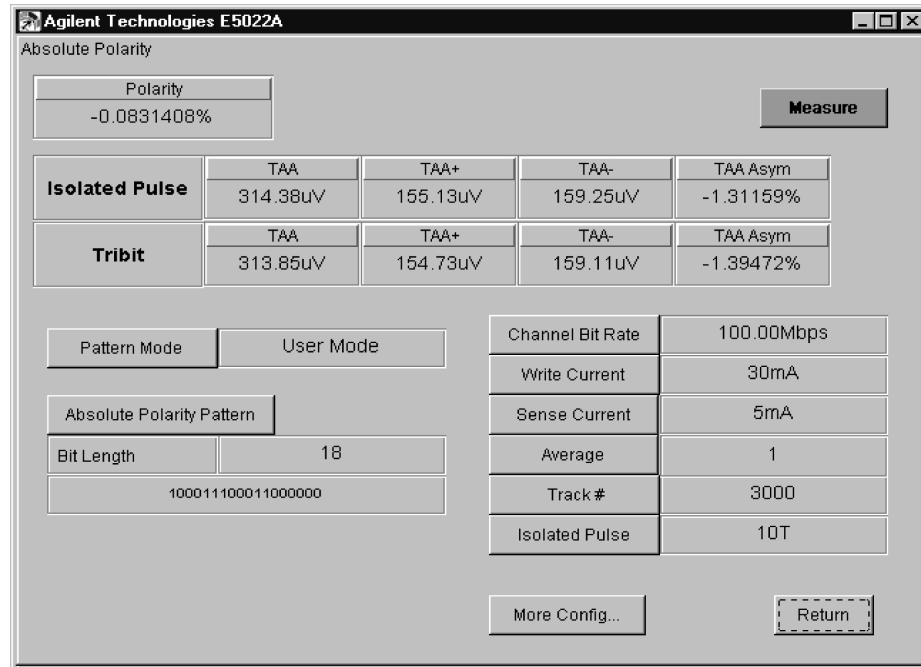 Agilent Technologies E5022A
Absolute Polarity
Polarity
-0.0831408%
Measure
Isolated Pulse
TAA TAA+ TAA- TAA Asym
314.38uV 155.13uV 159.25uV -1.31159%
Tribit
TAA TAA+ TAA- TAA Asym
313.85uV 154.73uV 159.11uV -1.39472%
Pattern Mode User Mode
Absolute Polarity Pattern
Bit Length 18
100011100011000000
Channel Bit Rate 100.00Mbps
Write Current 30mA
Sense Current 5mA
Average 1
Track # 3000
Isolated Pulse 10T
More Config... Return